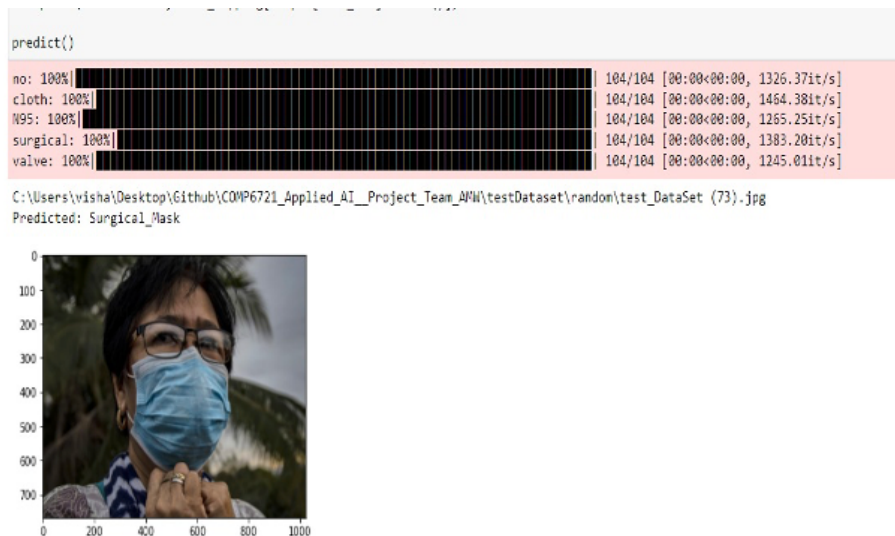 predict()
no: 100%| 104/104 [00:00<00:00, 1326.37it/s]
cloth: 100%| 104/104 [00:00<00:00, 1464.38it/s]
N95: 100%| 104/104 [00:00<00:00, 1265.25it/s]
surgical: 100%| 104/104 [00:00<00:00, 1383.20it/s]
valve: 100%| 104/104 [00:00<00:00, 1245.01it/s]
C:\Users\visha\Desktop\Github\COMP6721_Applied_AI__Project_Team_AMW\testDataset\random\test_DataSet (73).jpg
Predicted: Surgical_Mask
0
100
200
300
400
500
600
700
0 200 400 600 800 1000